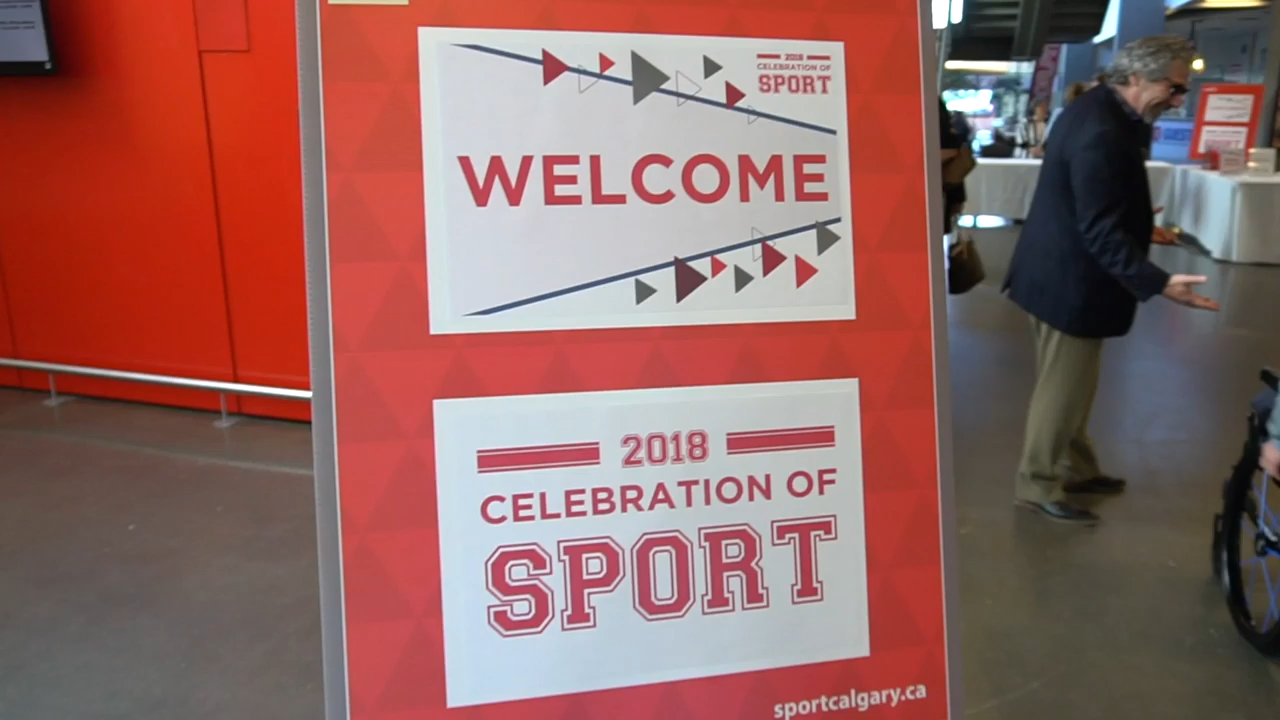 2018
CELEBRATION OF
SPORT
WELCOME
2018
CELEBRATION OF
SPORT
sportcalgary.ca